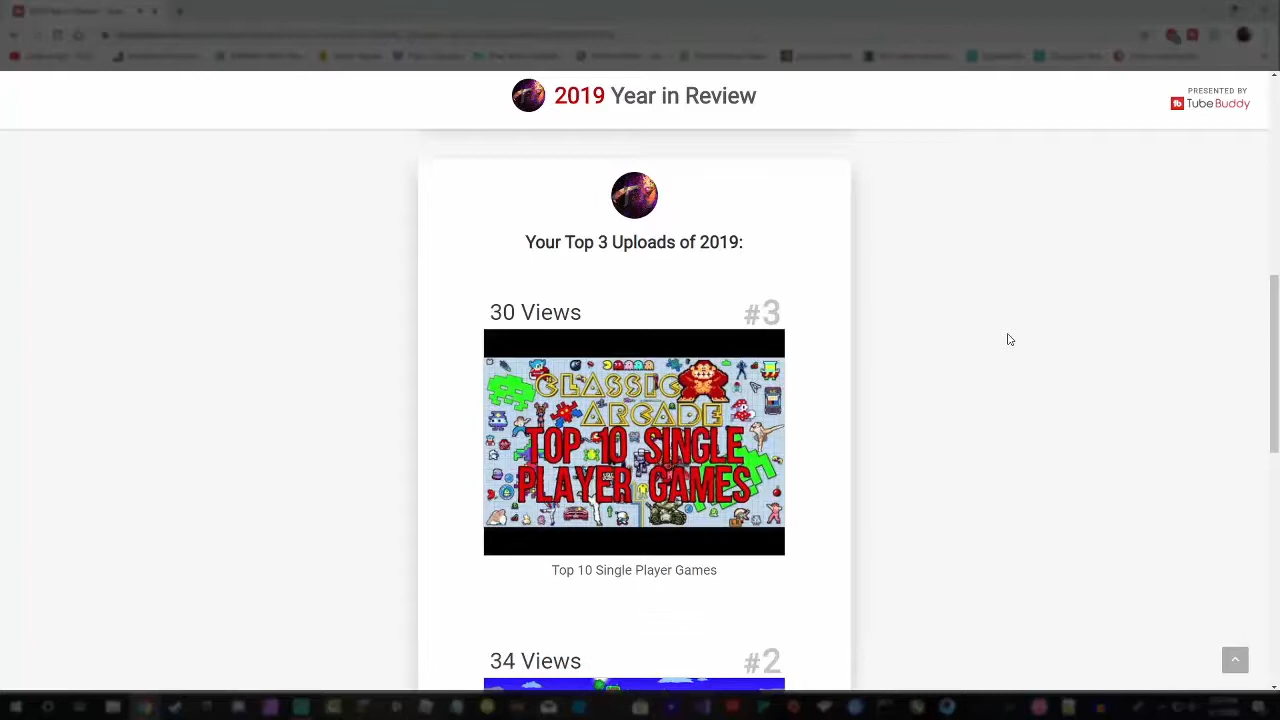 2019 Year in Review
PRESENTED BY
TubeBuddy
Your Top 3 Uploads of 2019:
30 Views
#3
CLASSIC
ARCADE
TOP 10 SINGLE
PLAYER GAMES
Top 10 Single Player Games
34 Views
#2